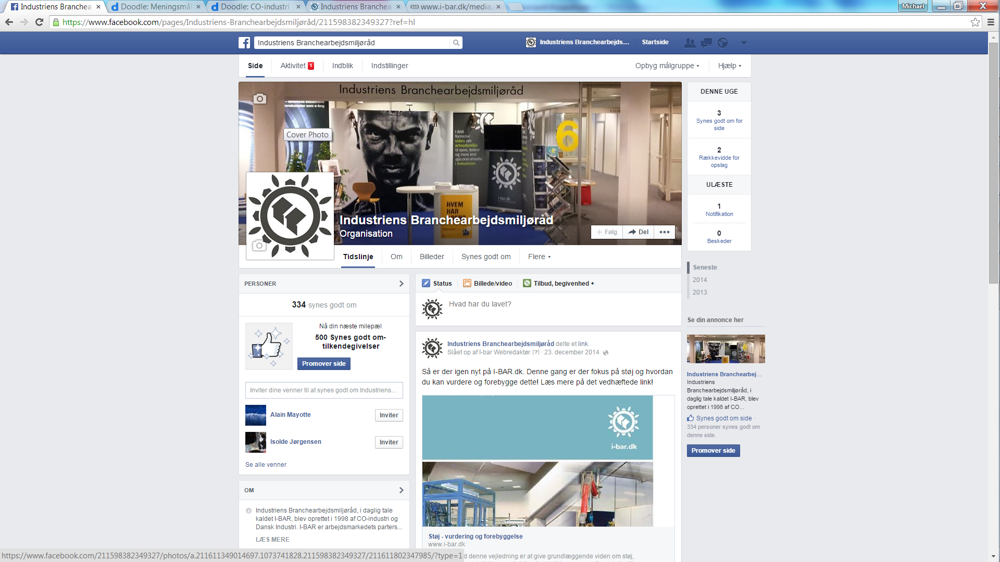 Industriens Branchea
Doodle: Meningsmål
Doodle: CO-industri
Industriens Branchea
www.i-bar.dk/media,
Michael
https://www.facebook.com/pages/Industriens-Branchearbejdsmiljøråd/211598382349327?ref=hl
Industriens Branchearbejdsmiljøråd
Industriens Branchearbejds...
Startside
Side
Aktivitet 1
Indblik
Indstillinger
Opbyg målgruppe
Hjælp
Industriens Branchearbejdsmiljøråd
– download industriens
som e-bog
Cover Photo
I-BAR
formidler
viden om
arbejdsmiljø
til ejere, ledere
og mere end
450.000 ansatte
i industrien
6
i-bar.dk
HVEM
HAR
Industriens Branchearbejdsmiljøråd
Organisation
+ Følg
Del
Tidslinje
Om
Billeder
Synes godt om
Flere
DENNE UGE
3
Synes godt om for
side
2
Rækkevidde for
opslag
ULÆSTE
1
Notifikation
0
Beskeder
Seneste
2014
2013
PERSONER
334 synes godt om
Nå din næste milepæl
500 Synes godt om-
tilkendegivelser
Promover side
Inviter dine venner til at synes godt om Industriens...
Alain Mayotte
Inviter
Isolde Jørgensen
Inviter
Se alle venner
OM
Industriens Branchearbejdsmiljøråd, i daglig tale
kaldet I-BAR, blev oprettet i 1998 af CO-industri og
Dansk Industri. I-BAR er arbejdsmarkedets parters...
LÆS MERE
Status
Billede/video
Tilbud, begivenhed +
Hvad har du lavet?
Industriens Branchearbejdsmiljøråd delte et link.
Slået op af I-bar Webredaktør [?] · 23. december 2014
Så er der igen nyt på I-BAR.dk. Denne gang er der fokus på støj og hvordan
du kan vurdere og forebygge dette! Læs mere på det vedhæftede link!
i-bar.dk
Støj - vurdering og forebyggelse
www.i-bar.dk
d denne vejledning er at give grundlæggende viden om støj,
Se din annonce her
Industriens Branchearbej...
Industriens
Branchearbejdsmiljøråd, i
daglig tale kaldet I-BAR, blev
oprettet i 1998 af CO...
Synes godt om side ·
334 personer synes godt om
denne side.
Promover side
https://www.facebook.com/211598382349327/photos/a.211611349014697.1073741828.211598382349327/211611802347985/?type=1